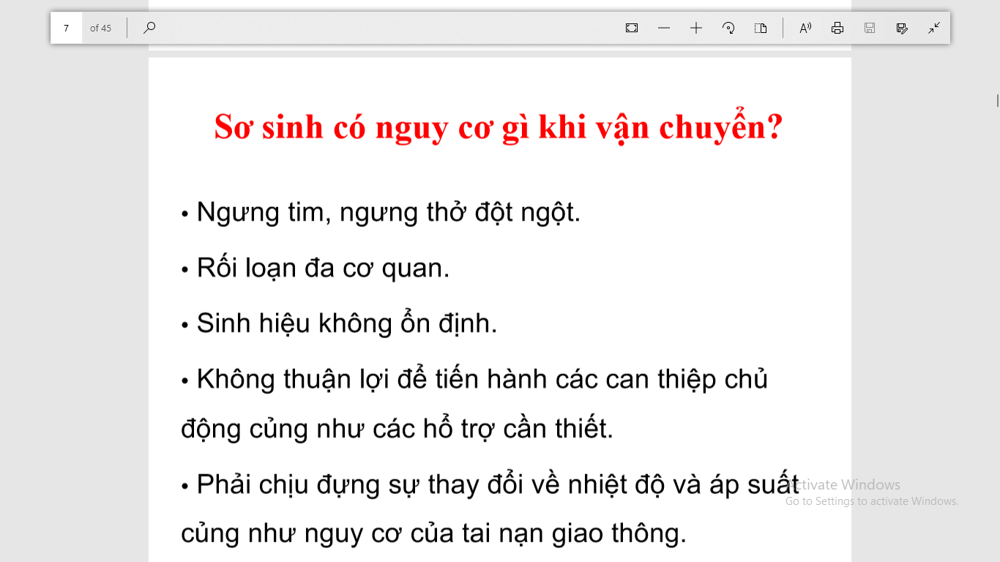 7 of 45
Sơ sinh có nguy cơ gì khi vận chuyển?
• Ngưng tim, ngưng thở đột ngột.
• Rối loạn đa cơ quan.
• Sinh hiệu không ổn định.
• Không thuận lợi để tiến hành các can thiệp chủ
động củng như các hổ trợ cần thiết.
• Phải chịu đựng sự thay đổi về nhiệt độ và áp suất
củng như nguy cơ của tai nạn giao thông.
Activate Windows
Go to Settings to activate Windows.